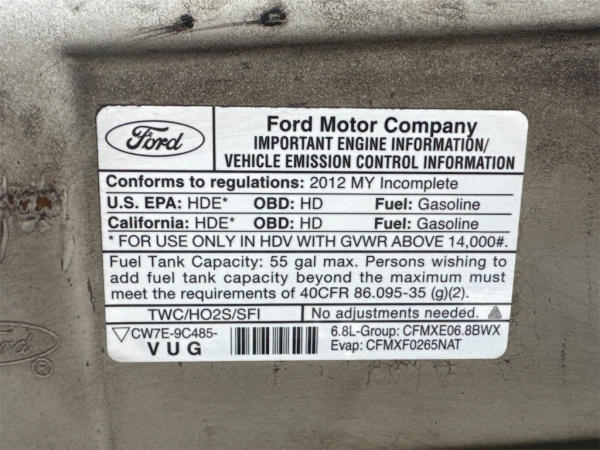 Ford
Ford Motor Company
IMPORTANT ENGINE INFORMATION/
VEHICLE EMISSION CONTROL INFORMATION
Conforms to regulations: 2012 MY Incomplete
U.S. EPA: HDE* OBD: HD Fuel: Gasoline
California: HDE* OBD: HD Fuel: Gasoline
* FOR USE ONLY IN HDV WITH GVWR ABOVE 14,000#.
Fuel Tank Capacity: 55 gal max. Persons wishing to
add fuel tank capacity beyond the maximum must
meet the requirements of 40CFR 86.095-35 (g)(2).
TWC/HO2S/SFI No adjustments needed.
CW7E-9C485- 6.8L-Group: CFMXE06.8BWX
VUG Evap: CFMXF0265NAT
Ford
®